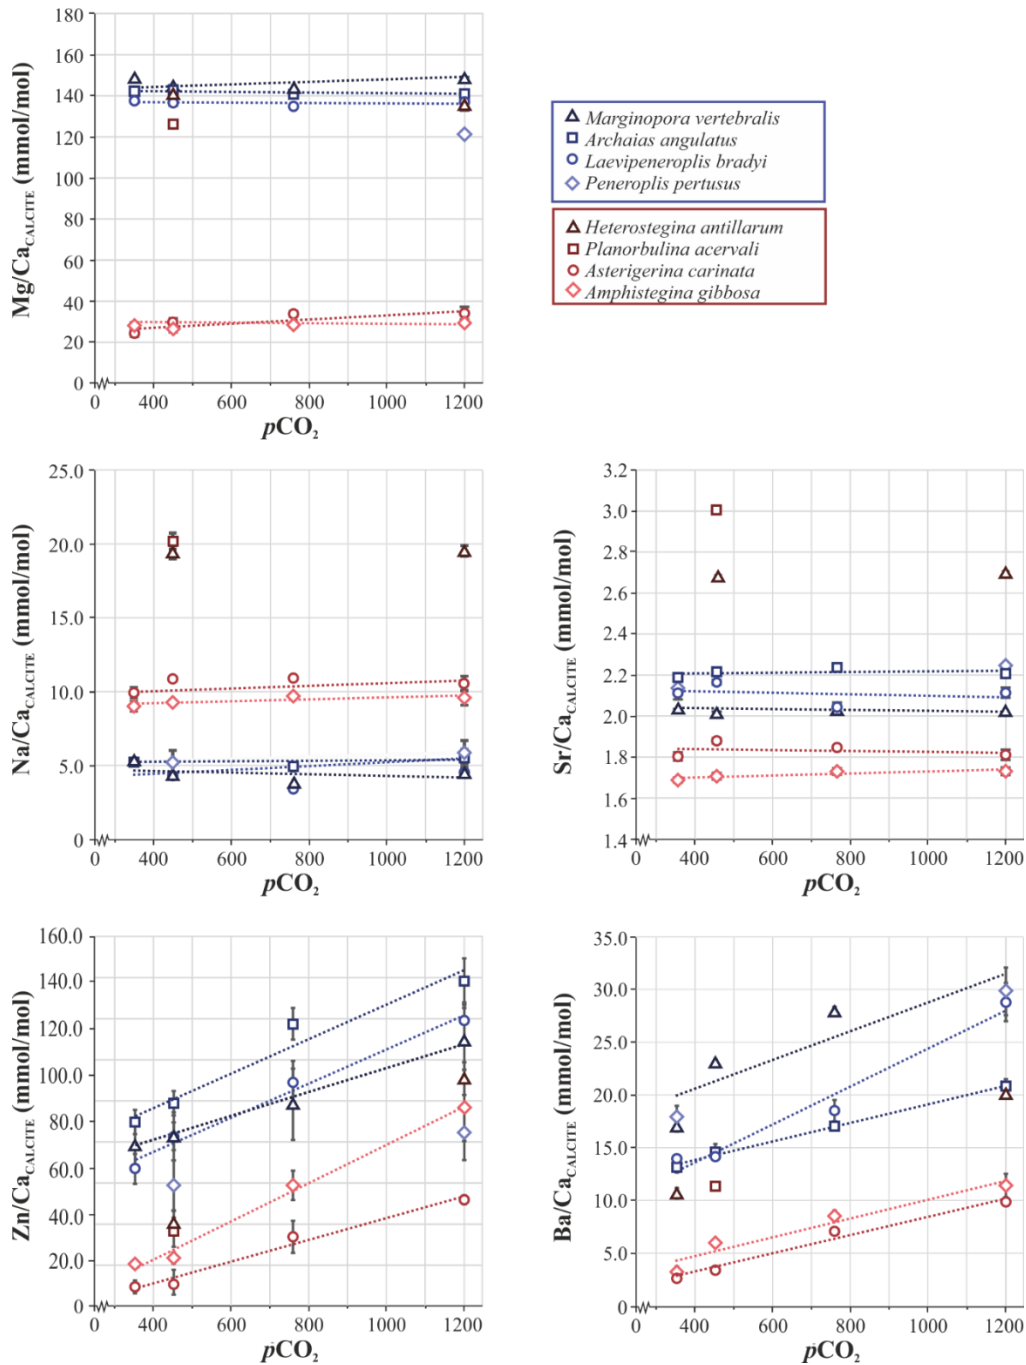 180
160
140
120
100
80
60
40
20
0
Mg/Ca_CALCITE (mmol/mol)
0 400 600 800 1000 1200
pCO₂
Marginopora vertebralis
Archaias angulatus
Laevipeneroplis bradyi
Peneroplis pertusus
Heterostegina antillarum
Planorbulina acervali
Asterigerina carinata
Amphistegina gibbosa
25.0
20.0
15.0
10.0
5.0
0
Na/Ca_CALCITE (mmol/mol)
0 400 600 800 1000 1200
pCO₂
3.2
3.0
2.8
2.6
2.4
2.2
2.0
1.8
1.6
1.4
Sr/Ca_CALCITE (mmol/mol)
0 400 600 800 1000 1200
pCO₂
160.0
140.0
120.0
100.0
80.0
60.0
40.0
20.0
0
Zn/Ca_CALCITE (mmol/mol)
0 400 600 800 1000 1200
pCO₂
35.0
30.0
25.0
20.0
15.0
10.0
5.0
0
Ba/Ca_CALCITE (mmol/mol)
0 400 600 800 1000 1200
pCO₂